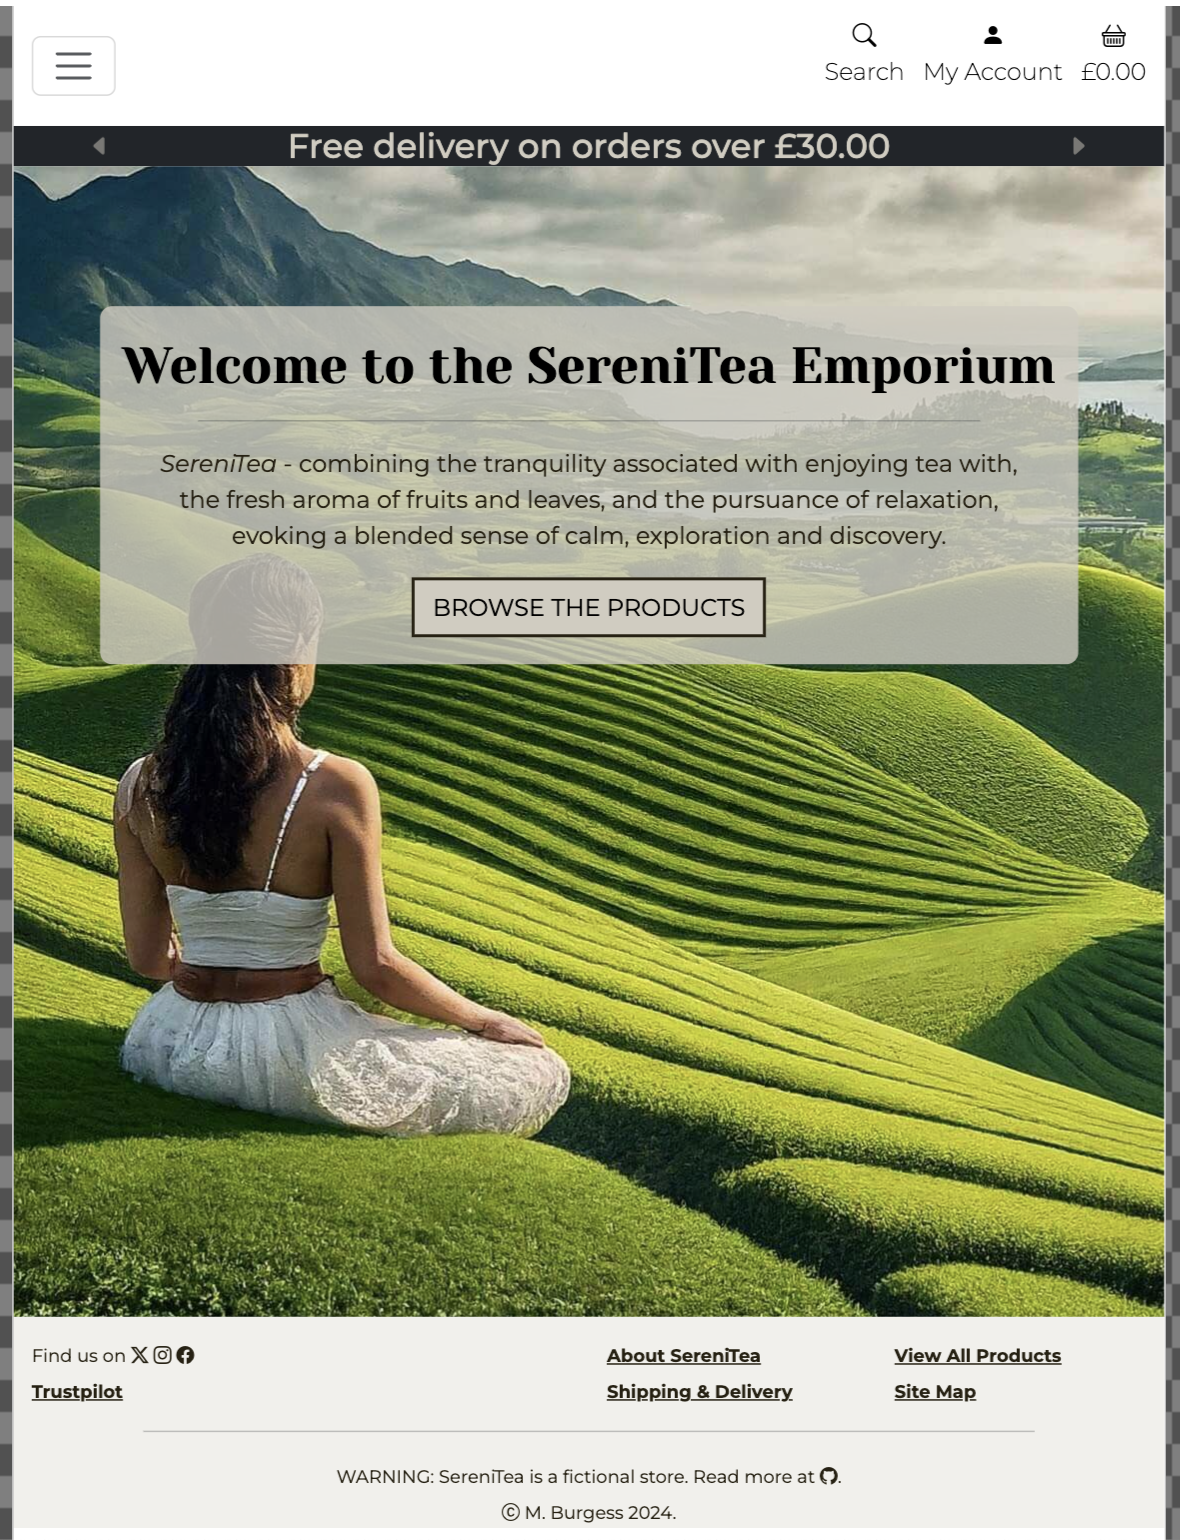 Search My Account £0.00
Free delivery on orders over £30.00
Welcome to the SereniTea Emporium
SereniTea - combining the tranquility associated with enjoying tea with,
the fresh aroma of fruits and leaves, and the pursuance of relaxation,
evoking a blended sense of calm, exploration and discovery.
BROWSE THE PRODUCTS
Find us on
About SereniTea
View All Products
Trustpilot
Shipping & Delivery
Site Map
WARNING: SereniTea is a fictional store. Read more at .
© M. Burgess 2024.